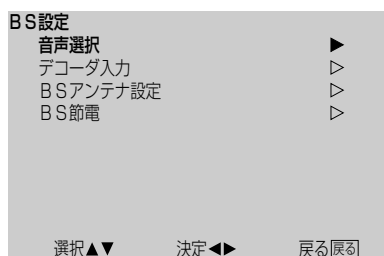 ＢＳ設定
音声選択 ▶
デコーダ入力 ▷
ＢＳアンテナ設定 ▷
ＢＳ節電 ▷
選択▲▼ 決定◀▶ 戻る戻る